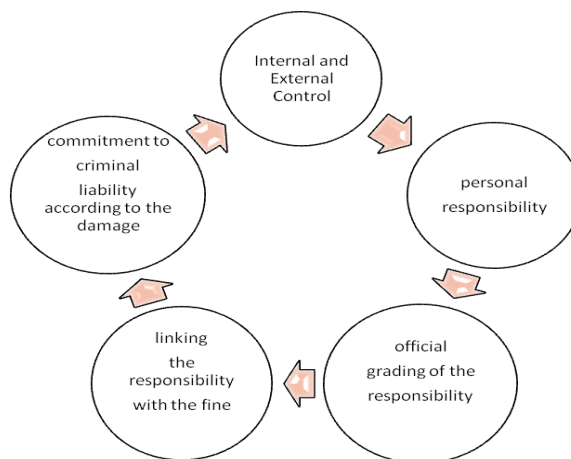 Internal and
External
Control
personal
responsibility
official
grading of the
responsibility
linking
the
responsibility
with the fine
commitment to
criminal
liability
according to the
damage